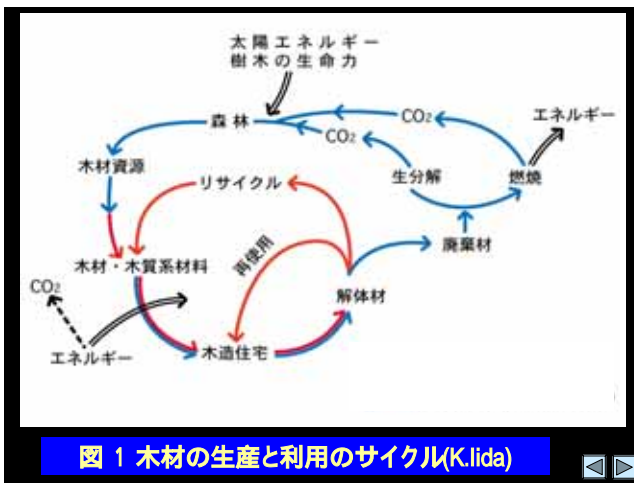 太陽エネルギー
樹木の生命力
エネルギー
CO₂
森林
CO₂
木材資源
リサイクル
生分解
燃焼
再使用
廃棄材
木材・木質系材料
CO₂
解体材
エネルギー
木造住宅
図 1 木材の生産と利用のサイクル(K.Iida)